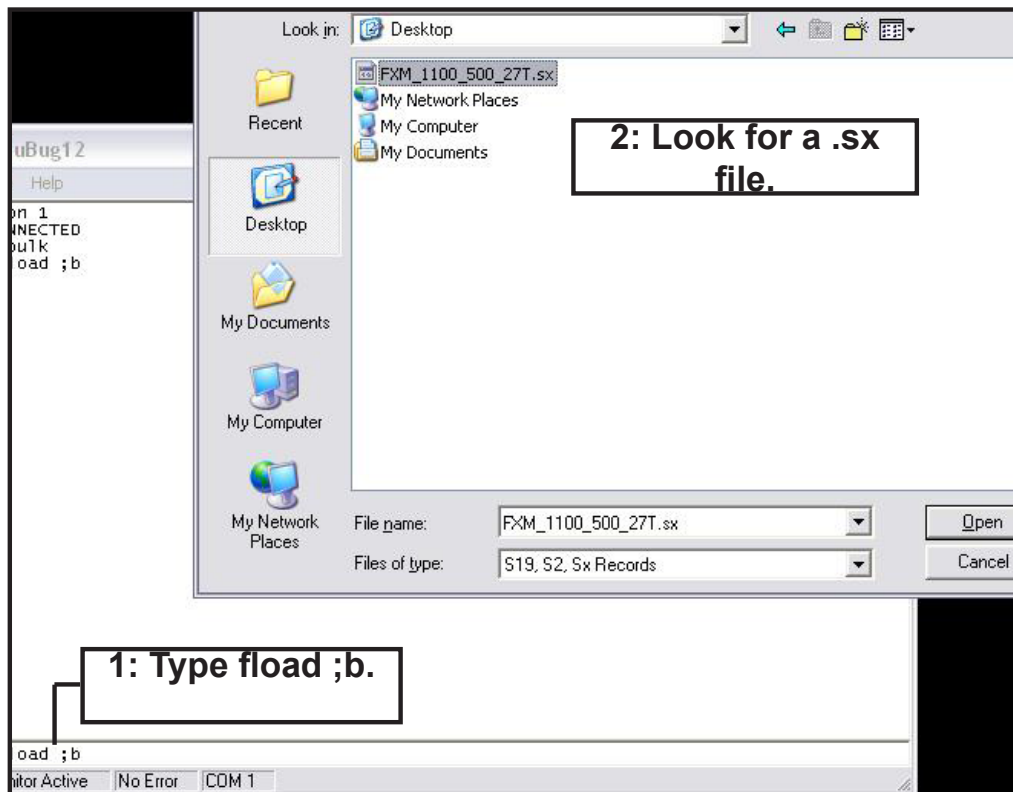 Look in:
Desktop
FXM_1100_500_27T.sx
My Network Places
My Computer
My Documents
Recent
Desktop
My Documents
My Computer
My Network
Places
2: Look for a .sx
file.
File name:
FXM_1100_500_27T.sx
Open
Files of type:
S19, S2, Sx Records
Cancel
uBug12
Help
on 1
NNECTED
bulk
load ;b
1: Type fload ;b.
load ;b
nitor Active
No Error
COM 1